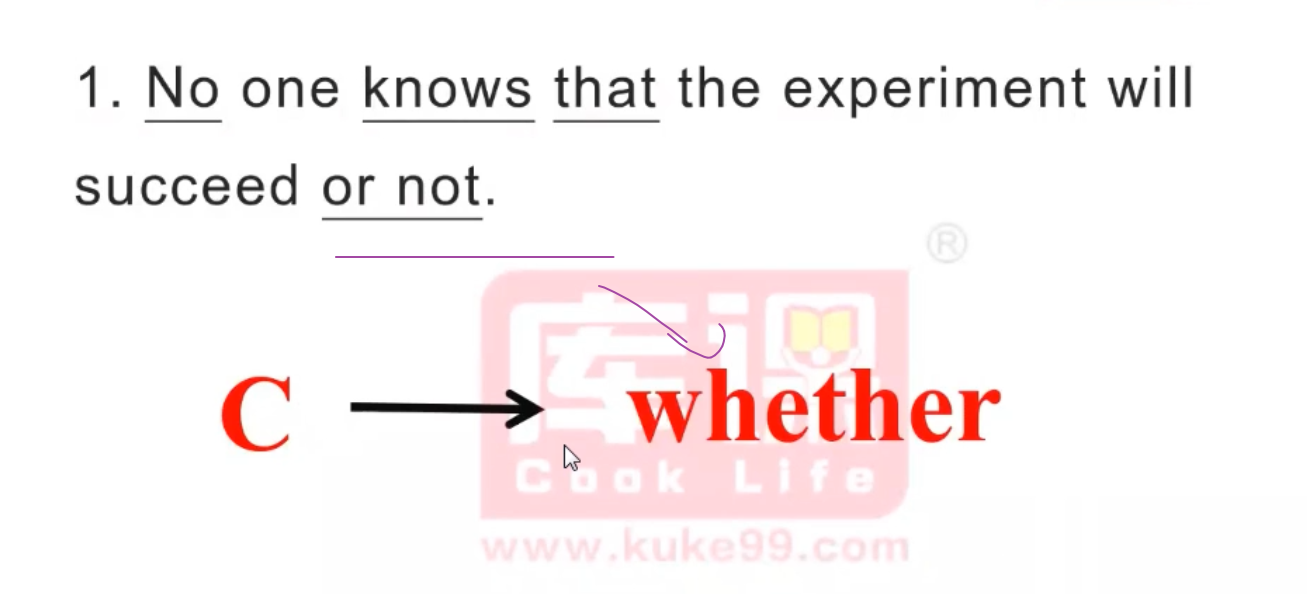 1. No one knows that the experiment will
succeed or not.
®
库课
C → whether
Cook Life
www.kuke99.com